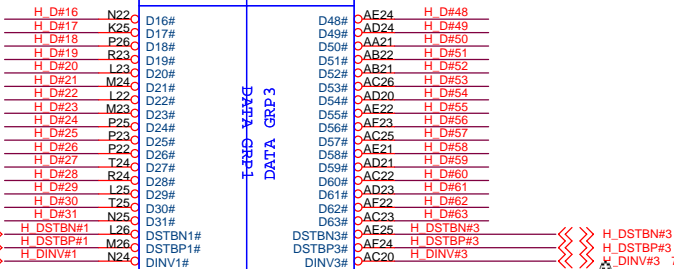 H_D#16 N22 D16# D48# AE24 H_D#48
H_D#17 K25 D17# D49# AD24 H_D#49
H_D#18 P26 D18# D50# AA21 H_D#50
H_D#19 R23 D19# D51# AB22 H_D#51
H_D#20 L23 D20# D52# AB21 H_D#52
H_D#21 M24 D21# D53# AC26 H_D#53
H_D#22 L22 D22# D54# AD20 H_D#54
H_D#23 M23 D23# D55# AE22 H_D#55
H_D#24 P25 D24# D56# AF23 H_D#56
H_D#25 P23 D25# D57# AC25 H_D#57
H_D#26 P22 D26# D58# AE21 H_D#58
H_D#27 T24 D27# D59# AD21 H_D#59
H_D#28 R24 D28# D60# AC22 H_D#60
H_D#29 L25 D29# D61# AD23 H_D#61
H_D#30 T25 D30# D62# AF22 H_D#62
H_D#31 N25 D31# D63# AC23 H_D#63
H_DSTBN#1 L26 DSTBN1# DSTBN3# AE25 H_DSTBN#3 H_DSTBN#3
H_DSTBP#1 M26 DSTBP1# DSTBP3# AF24 H_DSTBP#3 H_DSTBP#3
H_DINV#1 N24 DINV1# DINV3# AC20 H_DINV#3 H_DINV#3
DATA GRP1
DATA GRP3